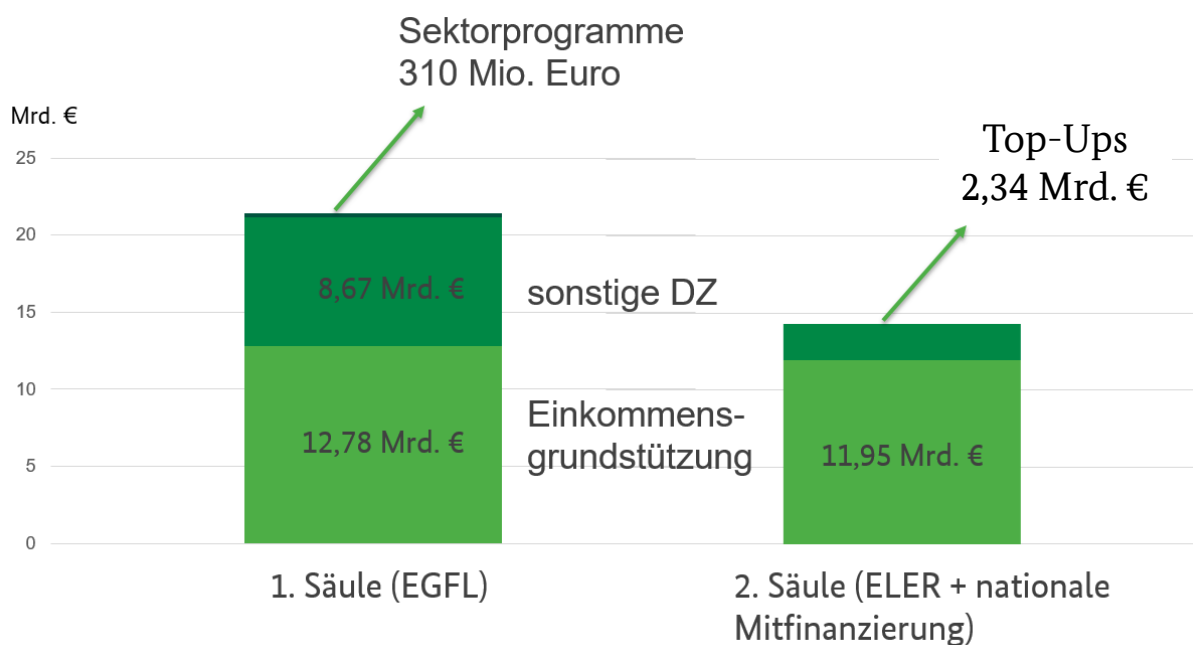 Sektorprogramme
310 Mio. Euro
Mrd. €
Top-Ups
2,34 Mrd. €
25
20
15
10
5
0
8,67 Mrd. €
sonstige DZ
12,78 Mrd. €
Einkommens-
grundstützung
11,95 Mrd. €
1. Säule (EGFL)
2. Säule (ELER + nationale
Mitfinanzierung)